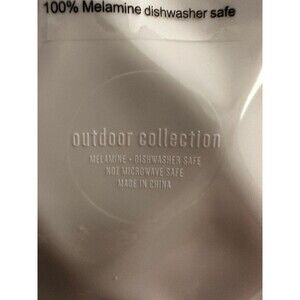 100% Melamine dishwasher safe
outdoor collection
MELAMINE • DISHWASHER SAFE
NOT MICROWAVE SAFE
MADE IN CHINA